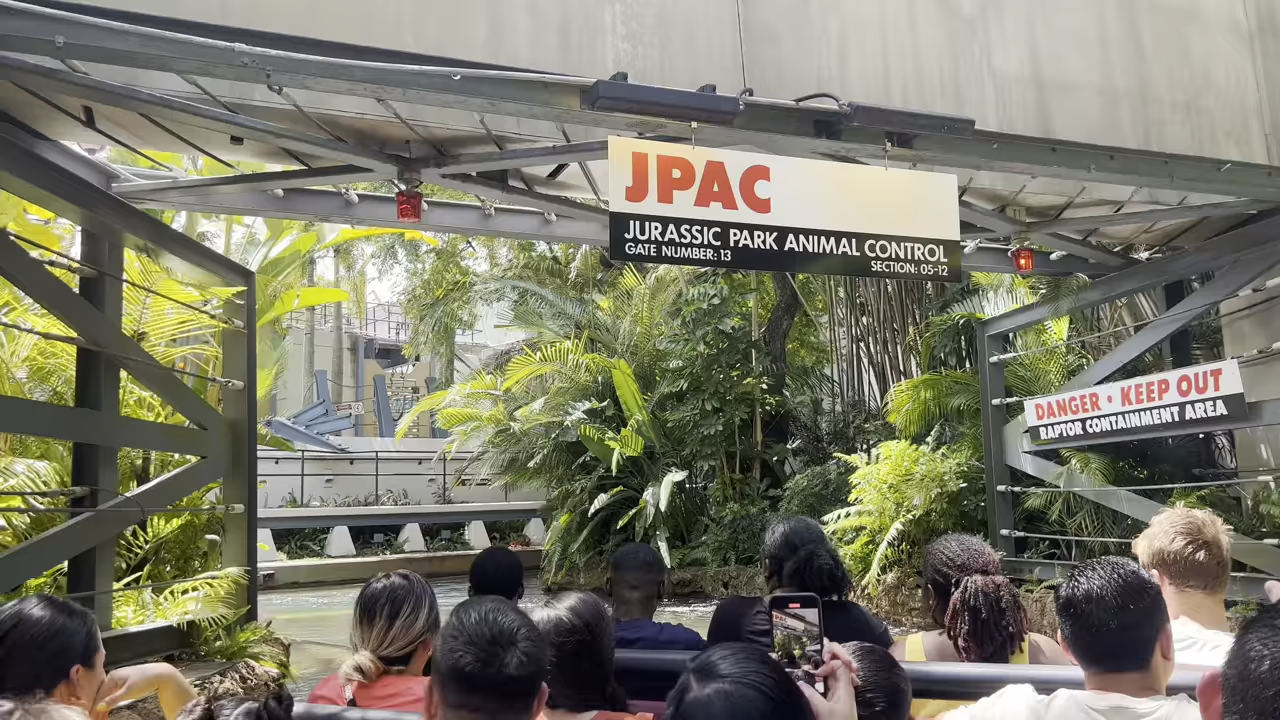 JPAC
JURASSIC PARK ANIMAL CONTROL
GATE NUMBER: 13
SECTION: 05-12
DANGER • KEEP OUT
RAPTOR CONTAINMENT AREA